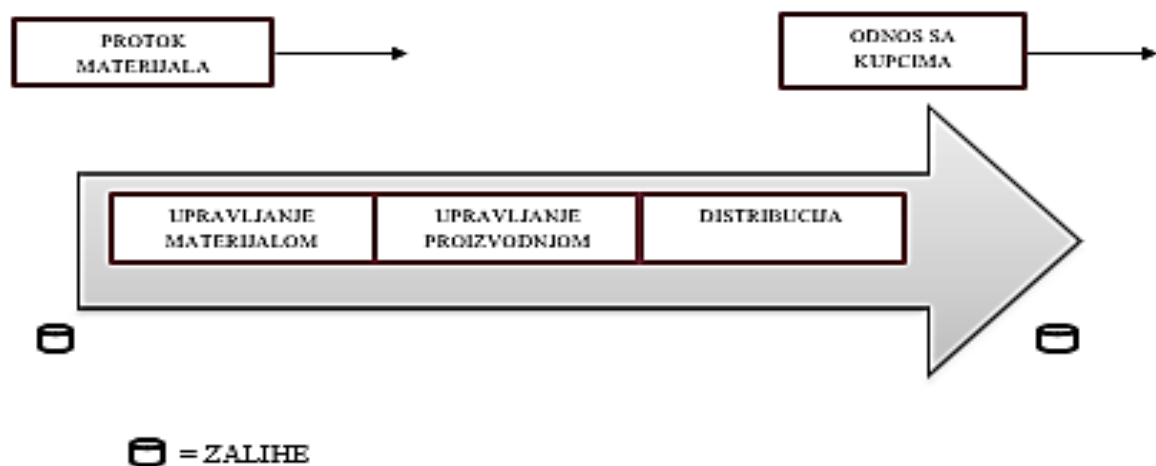 PROTOK
MATERIJALA
ODNOS SA
KUPCIMA
UPRAVLJANJE
MATERIJALOM
UPRAVLJANJE
PROIZVODNJOM
DISTRIBUCIJA
= ZALIHE